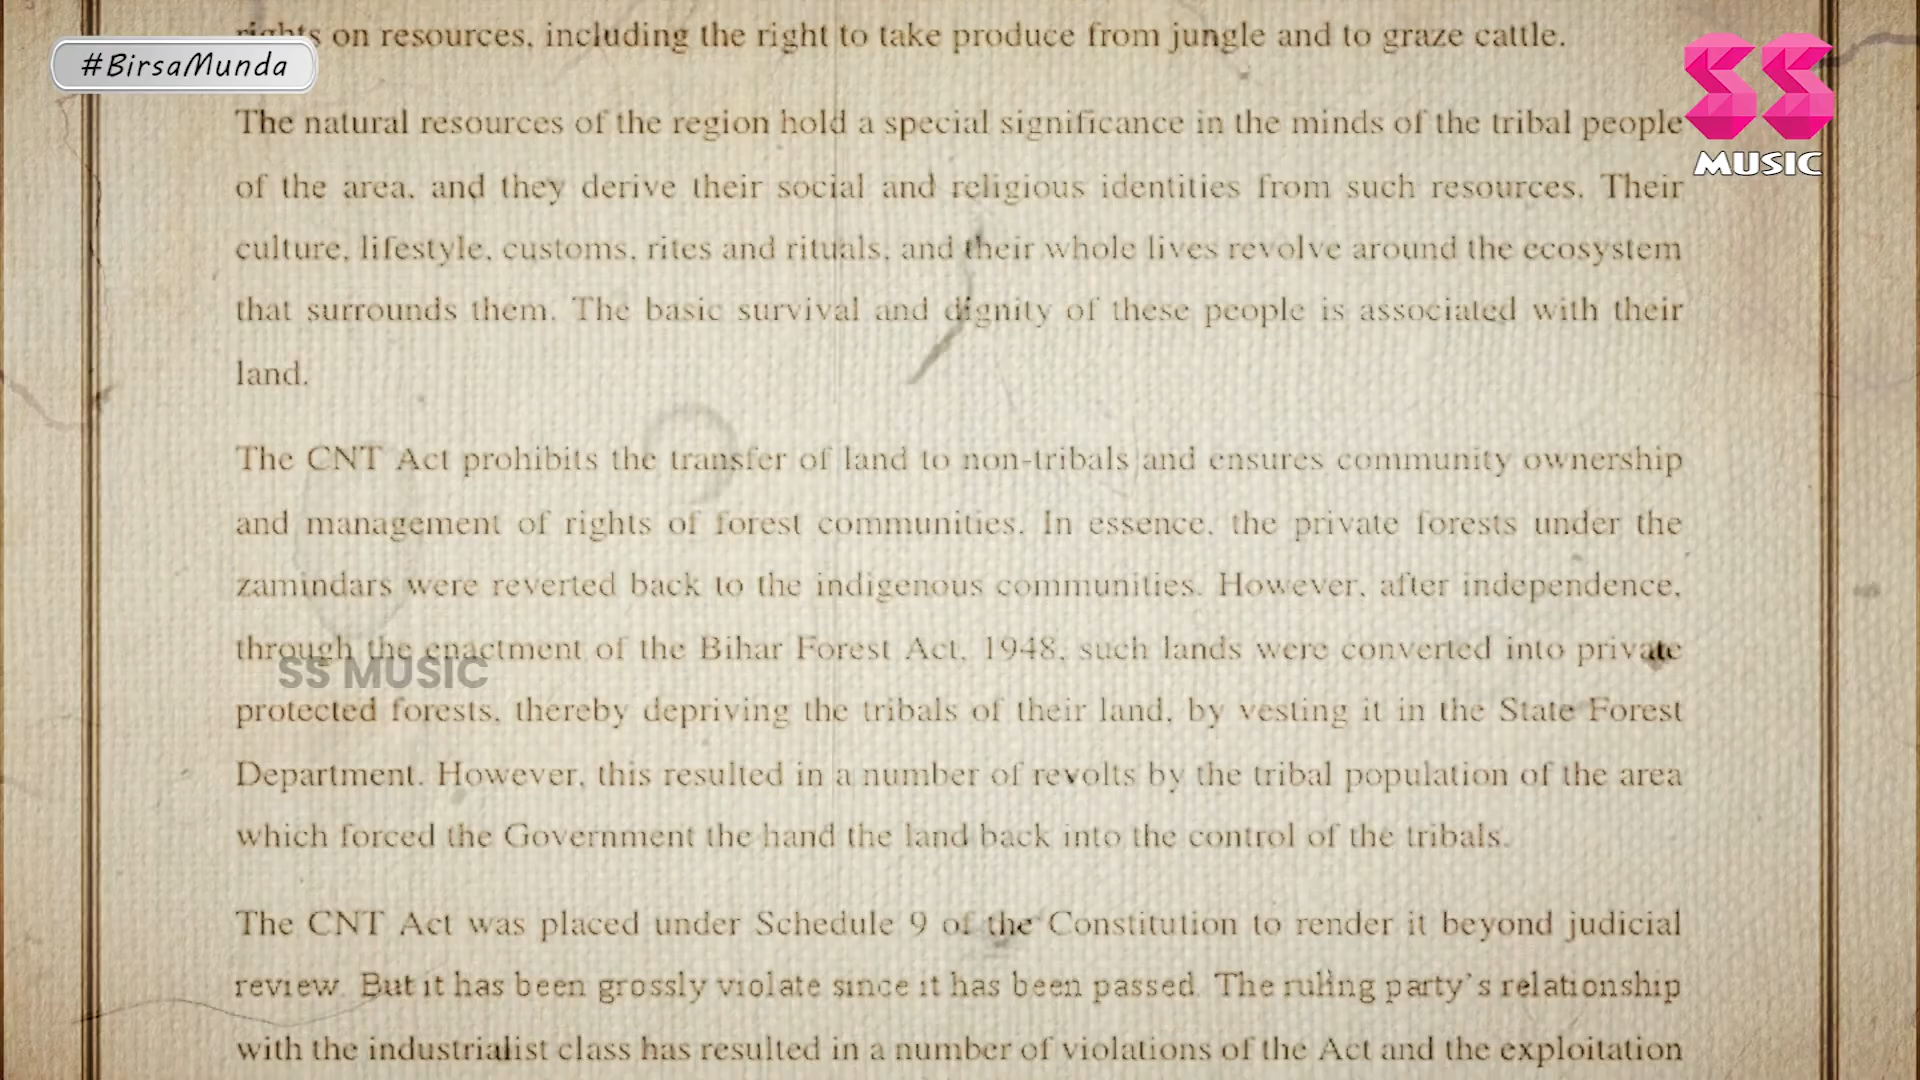 rights on resources, including the right to take produce from jungle and to graze cattle.
#BirsaMunda
SS
MUSIC
The natural resources of the region hold a special significance in the minds of the tribal people
of the area, and they derive their social and religious identities from such resources. Their
culture, lifestyle, customs, rites and rituals, and their whole lives revolve around the ecosystem
that surrounds them. The basic survival and dignity of these people is associated with their
land.
The CNT Act prohibits the transfer of land to non-tribals and ensures community ownership
and management of rights of forest communities. In essence, the private forests under the
zamindars were reverted back to the indigenous communities. However, after independence,
through the enactment of the Bihar Forest Act, 1948, such lands were converted into private
SS MUSIC
protected forests, thereby depriving the tribals of their land, by vesting it in the State Forest
Department. However, this resulted in a number of revolts by the tribal population of the area
which forced the Government the hand the land back into the control of the tribals.
The CNT Act was placed under Schedule 9 of the Constitution to render it beyond judicial
review. But it has been grossly violate since it has been passed. The ruling party's relationship
with the industrialist class has resulted in a number of violations of the Act and the exploitation